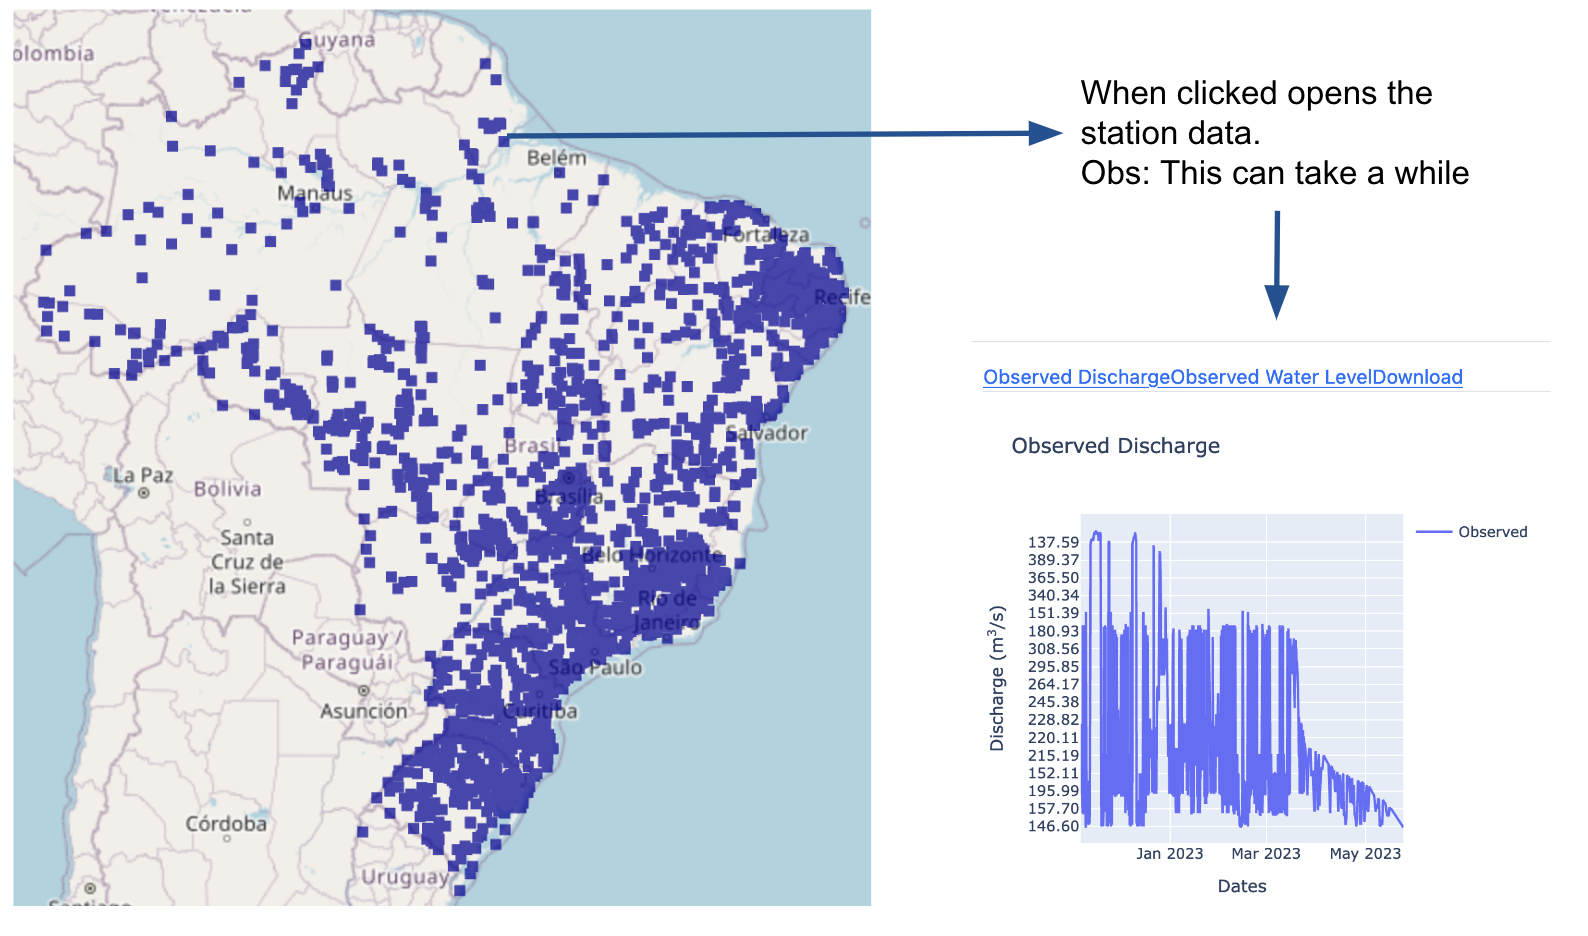 Venezuela
olombia
Guyana
Belém
Manaus
Fortaleza
Recife
Salvador
Brasil
La Paz
Bolivia
Brasília
Santa
Cruz de
la Sierra
Belo Horizonte
Rio de
Janeiro
Paraguay /
Paraguái
São Paulo
Asunción
Curitiba
Córdoba
Uruguay
Santiago
When clicked opens the
station data.
Obs: This can take a while
Observed DischargeObserved Water LevelDownload
Observed Discharge
Observed
Discharge (m³/s)
137.59
389.37
365.50
340.34
151.39
180.93
308.56
295.85
264.17
245.38
228.82
220.11
215.19
152.11
195.99
157.70
146.60
Jan 2023 Mar 2023 May 2023
Dates